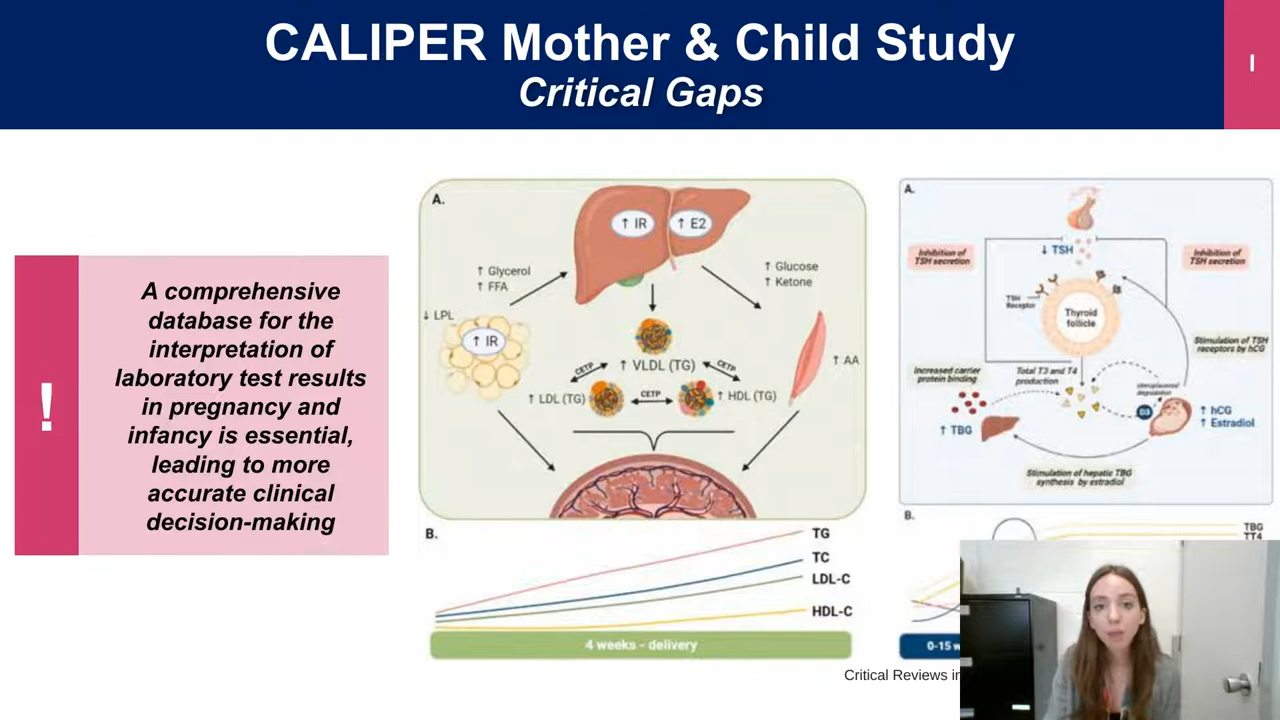 CALIPER Mother & Child Study
Critical Gaps
!
A comprehensive
database for the
interpretation of
laboratory test results
in pregnancy and
infancy is essential,
leading to more
accurate clinical
decision-making
A.
↑ IR
↑ E2
↑ Glycerol
↑ FFA
↑ Glucose
↑ Ketone
↓ LPL
↑ IR
↑ VLDL (TG)
CETP
CETP
↑ AA
↑ LDL (TG)
CETP
↑ HDL (TG)
B.
TG
TC
LDL-C
HDL-C
4 weeks - delivery
A.
↓ TSH
Inhibition of
TSH secretion
Inhibition of
TSH secretion
TSH
Receptor
Thyroid
follicle
Stimulation of TSH
receptors by hCG
Increased carrier
protein binding
Total T3 and T4
production
degradation
D3
↑ hCG
↑ Estradiol
↑ TBG
Stimulation of hepatic TBG
synthesis by estradiol
B.
TBG
TT4
0-15 w
Critical Reviews in